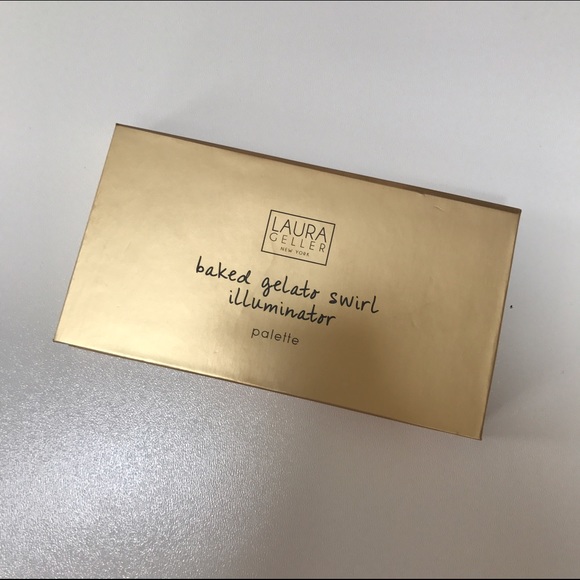 LAURA
GELLER
NEW YORK
baked gelato swirl
illuminator
palette